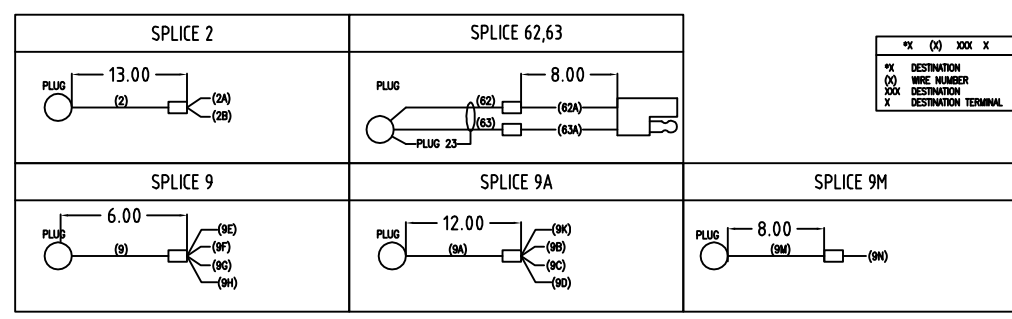 SPLICE 2
PLUG
13.00
(2)
(2A)
(2B)
SPLICE 62,63
PLUG
8.00
(62)
(62A)
(63)
(63A)
PLUG 23
*X (X) XXX X
*X DESTINATION
(X) WIRE NUMBER
XXX DESTINATION
X DESTINATION TERMINAL
SPLICE 9
PLUG
6.00
(9)
(9E)
(9F)
(9G)
(9H)
SPLICE 9A
PLUG
12.00
(9A)
(9K)
(9B)
(9C)
(9D)
SPLICE 9M
PLUG
8.00
(9M)
(9N)